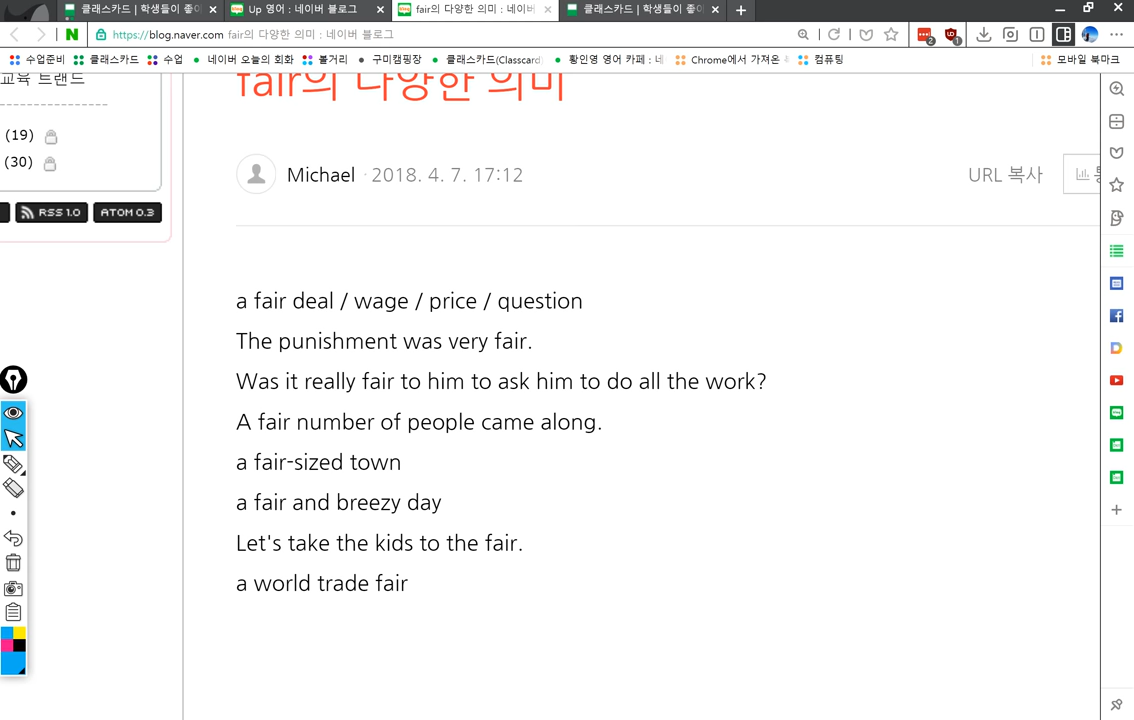 클래스카드 | 학생들이 좋아
Up 영어 : 네이버 블로그
fair의 다양한 의미 : 네이버
클래스카드 | 학생들이 좋아
https://blog.naver.com fair의 다양한 의미 : 네이버 블로그
수업준비 클래스카드 수업 네이버 오늘의 회화 볼거리 구미캠핑장 클래스카드(Classcard 황인영 영어 카페 : 네 Chrome에서 가져온 컴퓨팅 모바일 북마크
교육 트랜드
(19)
(30)
RSS 1.0 ATOM 0.3
fair의 다양한 의미
Michael · 2018. 4. 7. 17:12
URL 복사
a fair deal / wage / price / question
The punishment was very fair.
Was it really fair to him to ask him to do all the work?
A fair number of people came along.
a fair-sized town
a fair and breezy day
Let's take the kids to the fair.
a world trade fair